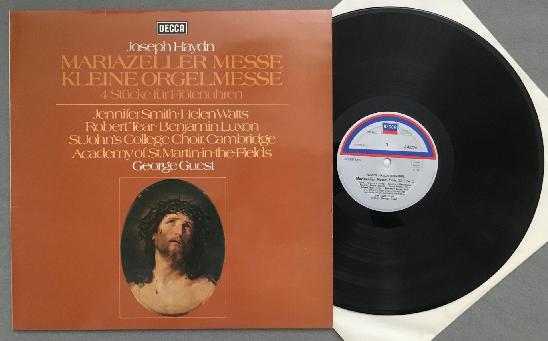 DECCA
Joseph Haydn
MARIAZELLER MESSE
KLEINE ORGELMESSE
4 Stücke für Flötenuhren
Jennifer Smith · Helen Watts
Robert Tear · Benjamin Luxon
St. John's College Choir, Cambridge
Academy of St. Martin-in-the-Fields
George Guest
DECCA
1